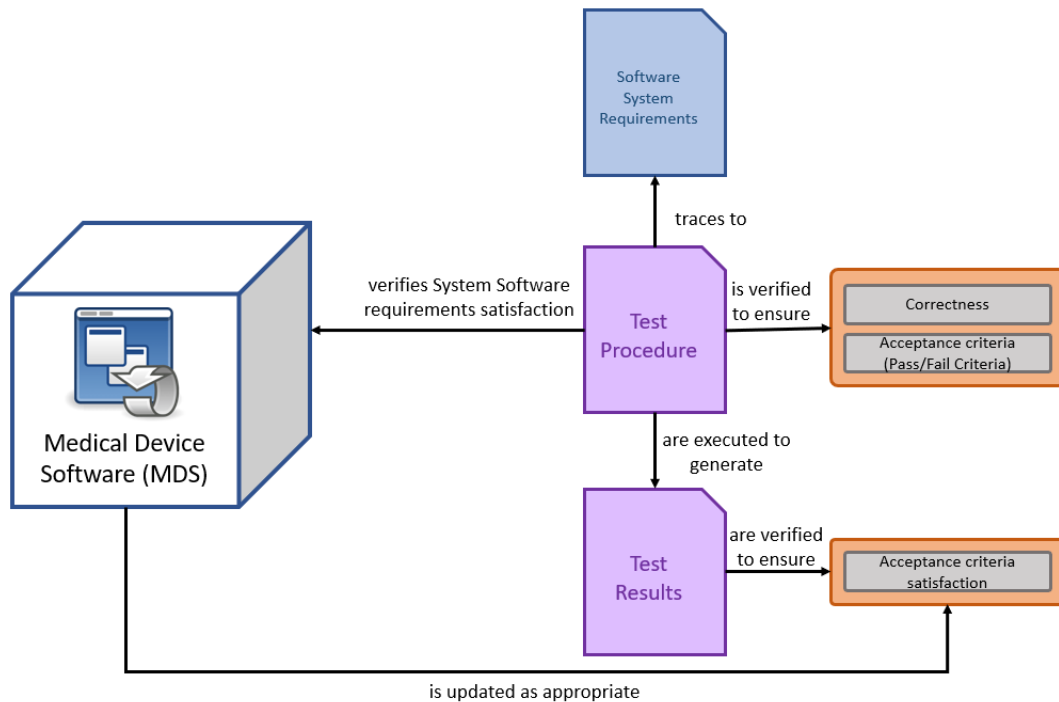 Software
System
Requirements
traces to
verifies System Software
requirements satisfaction
Test
Procedure
is verified
to ensure
Correctness
Acceptance criteria
(Pass/Fail Criteria)
Medical Device
Software (MDS)
are executed to
generate
Test
Results
are verified
to ensure
Acceptance criteria
satisfaction
is updated as appropriate